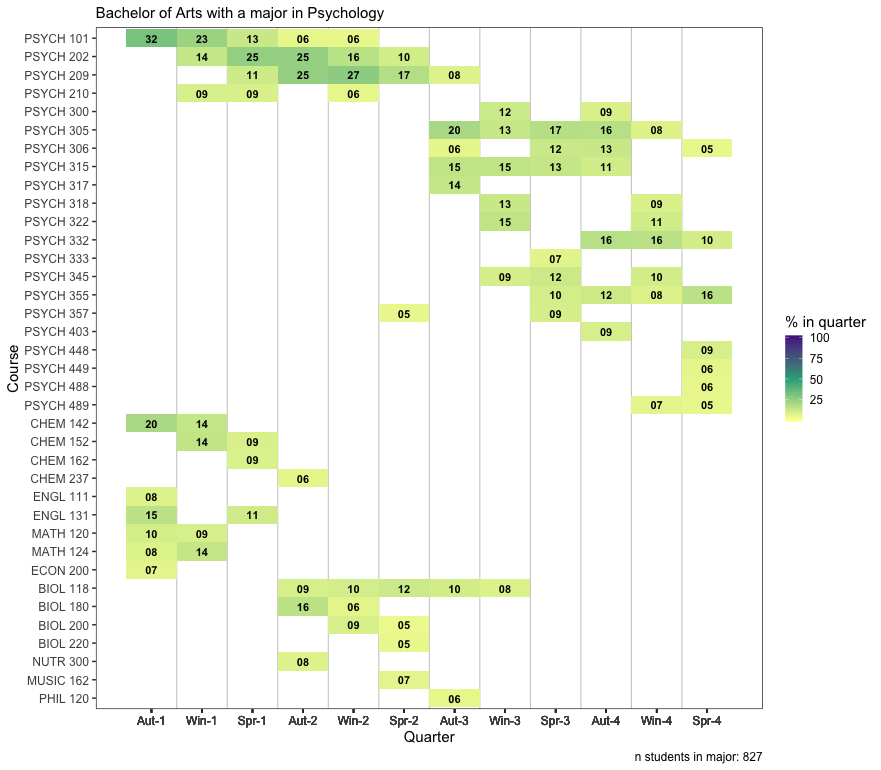 Bachelor of Arts with a major in Psychology
PSYCH 101 32 23 13 06 06
PSYCH 202 14 25 25 16 10
PSYCH 209 11 25 27 17 08
PSYCH 210 09 09 06
PSYCH 300 12 09
PSYCH 305 20 13 17 16 08
PSYCH 306 06 12 13 05
PSYCH 315 15 15 13 11
PSYCH 317 14
PSYCH 318 13 09
PSYCH 322 15 11
PSYCH 332 16 16 10
PSYCH 333 07
PSYCH 345 09 12 10
PSYCH 355 10 12 08 16
PSYCH 357 05 09
PSYCH 403 09
PSYCH 448 09
PSYCH 449 06
PSYCH 488 06
PSYCH 489 07 05
CHEM 142 20 14
CHEM 152 14 09
CHEM 162 09
CHEM 237 06
ENGL 111 08
ENGL 131 15 11
MATH 120 10 09
MATH 124 08 14
ECON 200 07
BIOL 118 09 10 12 10 08
BIOL 180 16 06
BIOL 200 09 05
BIOL 220 05
NUTR 300 08
MUSIC 162 07
PHIL 120 06
Aut-1 Win-1 Spr-1 Aut-2 Win-2 Spr-2 Aut-3 Win-3 Spr-3 Aut-4 Win-4 Spr-4
Quarter
Course
% in quarter
100
75
50
25
n students in major: 827